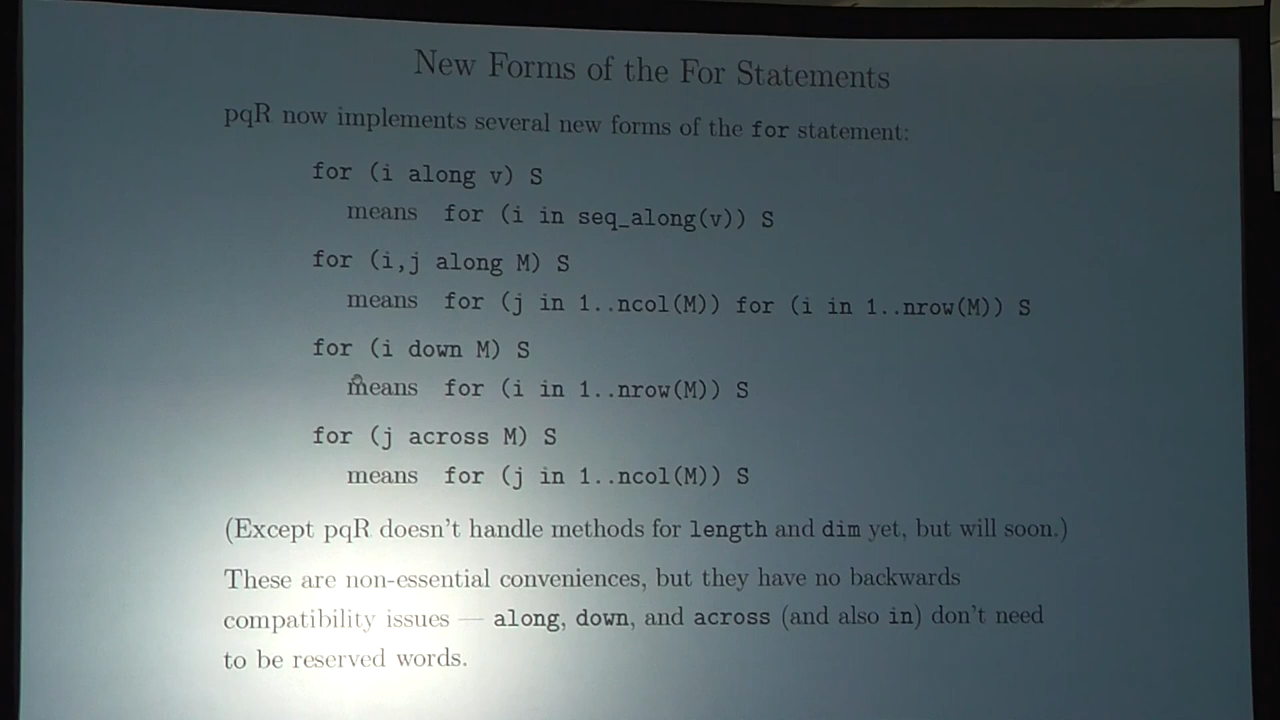 New Forms of the For Statements
pqR now implements several new forms of the for statement:
for (i along v) S
means for (i in seq_along(v)) S
for (i,j along M) S
means for (j in 1..ncol(M)) for (i in 1..nrow(M)) S
for (i down M) S
means for (i in 1..nrow(M)) S
for (j across M) S
means for (j in 1..ncol(M)) S
(Except pqR doesn't handle methods for length and dim yet, but will soon.)
These are non-essential conveniences, but they have no backwards
compatibility issues — along, down, and across (and also in) don't need
to be reserved words.